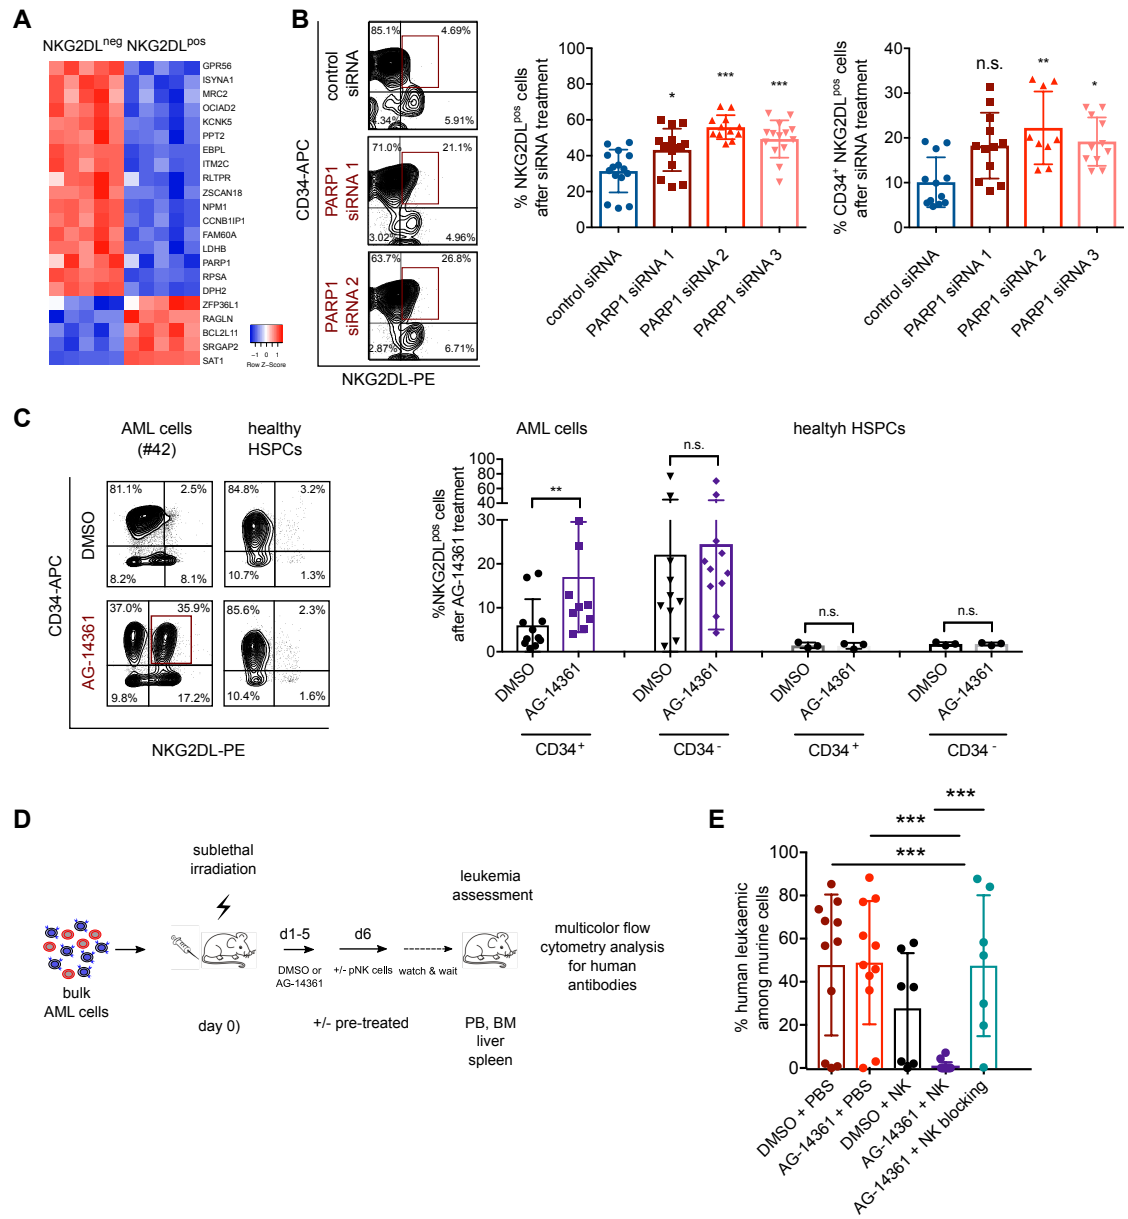 A
NKG2DLneg NKG2DLpos
GPR56
ISYNA1
MRC2
OCIAD2
KCNK5
PPT2
EBPL
ITM2C
RLTPR
ZSCAN18
NPM1
CCNB1IP1
FAM60A
LDHB
PARP1
RPSA
DPH2
ZFP36L1
RAGLN
BCL2L11
SRGAP2
SAT1
−1 0 1
Row Z−Score
B
CD34-APC
control
siRNA
85.1% 4.69%
4.34% 5.91%
PARP1
siRNA 1
71.0% 21.1%
3.02% 4.96%
PARP1
siRNA 2
63.7% 26.8%
2.87% 6.71%
NKG2DL-PE
% NKG2DLpos cells
after siRNA treatment
100
80
60
40
20
0
* *** ***
control siRNA
PARP1 siRNA 1
PARP1 siRNA 2
PARP1 siRNA 3
% CD34+ NKG2DLpos cells
after siRNA treatment
40
30
20
10
0
n.s. ** *
control siRNA
PARP1 siRNA 1
PARP1 siRNA 2
PARP1 siRNA 3
C
AML cells
(#42)
healthy
HSPCs
CD34-APC
DMSO
81.1% 2.5%
8.2% 8.1%
84.8% 3.2%
10.7% 1.3%
AG-14361
37.0% 35.9%
9.8% 17.2%
85.6% 2.3%
10.4% 1.6%
NKG2DL-PE
AML cells
healtyh HSPCs
%NKG2DLpos cells
after AG-14361 treatment
100
80
60
40
30
20
10
0
** n.s. n.s. n.s.
DMSO
AG-14361
DMSO
AG-14361
DMSO
AG-14361
DMSO
AG-14361
CD34+ CD34- CD34+ CD34-
D
bulk
AML cells
sublethal
irradiation
day 0)
d1-5
DMSO or
AG-14361
d6
+/- pNK cells
+/- pre-treated
watch & wait
leukemia
assessment
PB, BM
liver
spleen
multicolor flow
cytometry analysis
for human
antibodies
E
***
***
***
% human leukaemic
among murine cells
100
80
60
40
20
0
DMSO + PBS
AG-14361 + PBS
DMSO + NK
AG-14361 + NK
AG-14361 + NK blocking